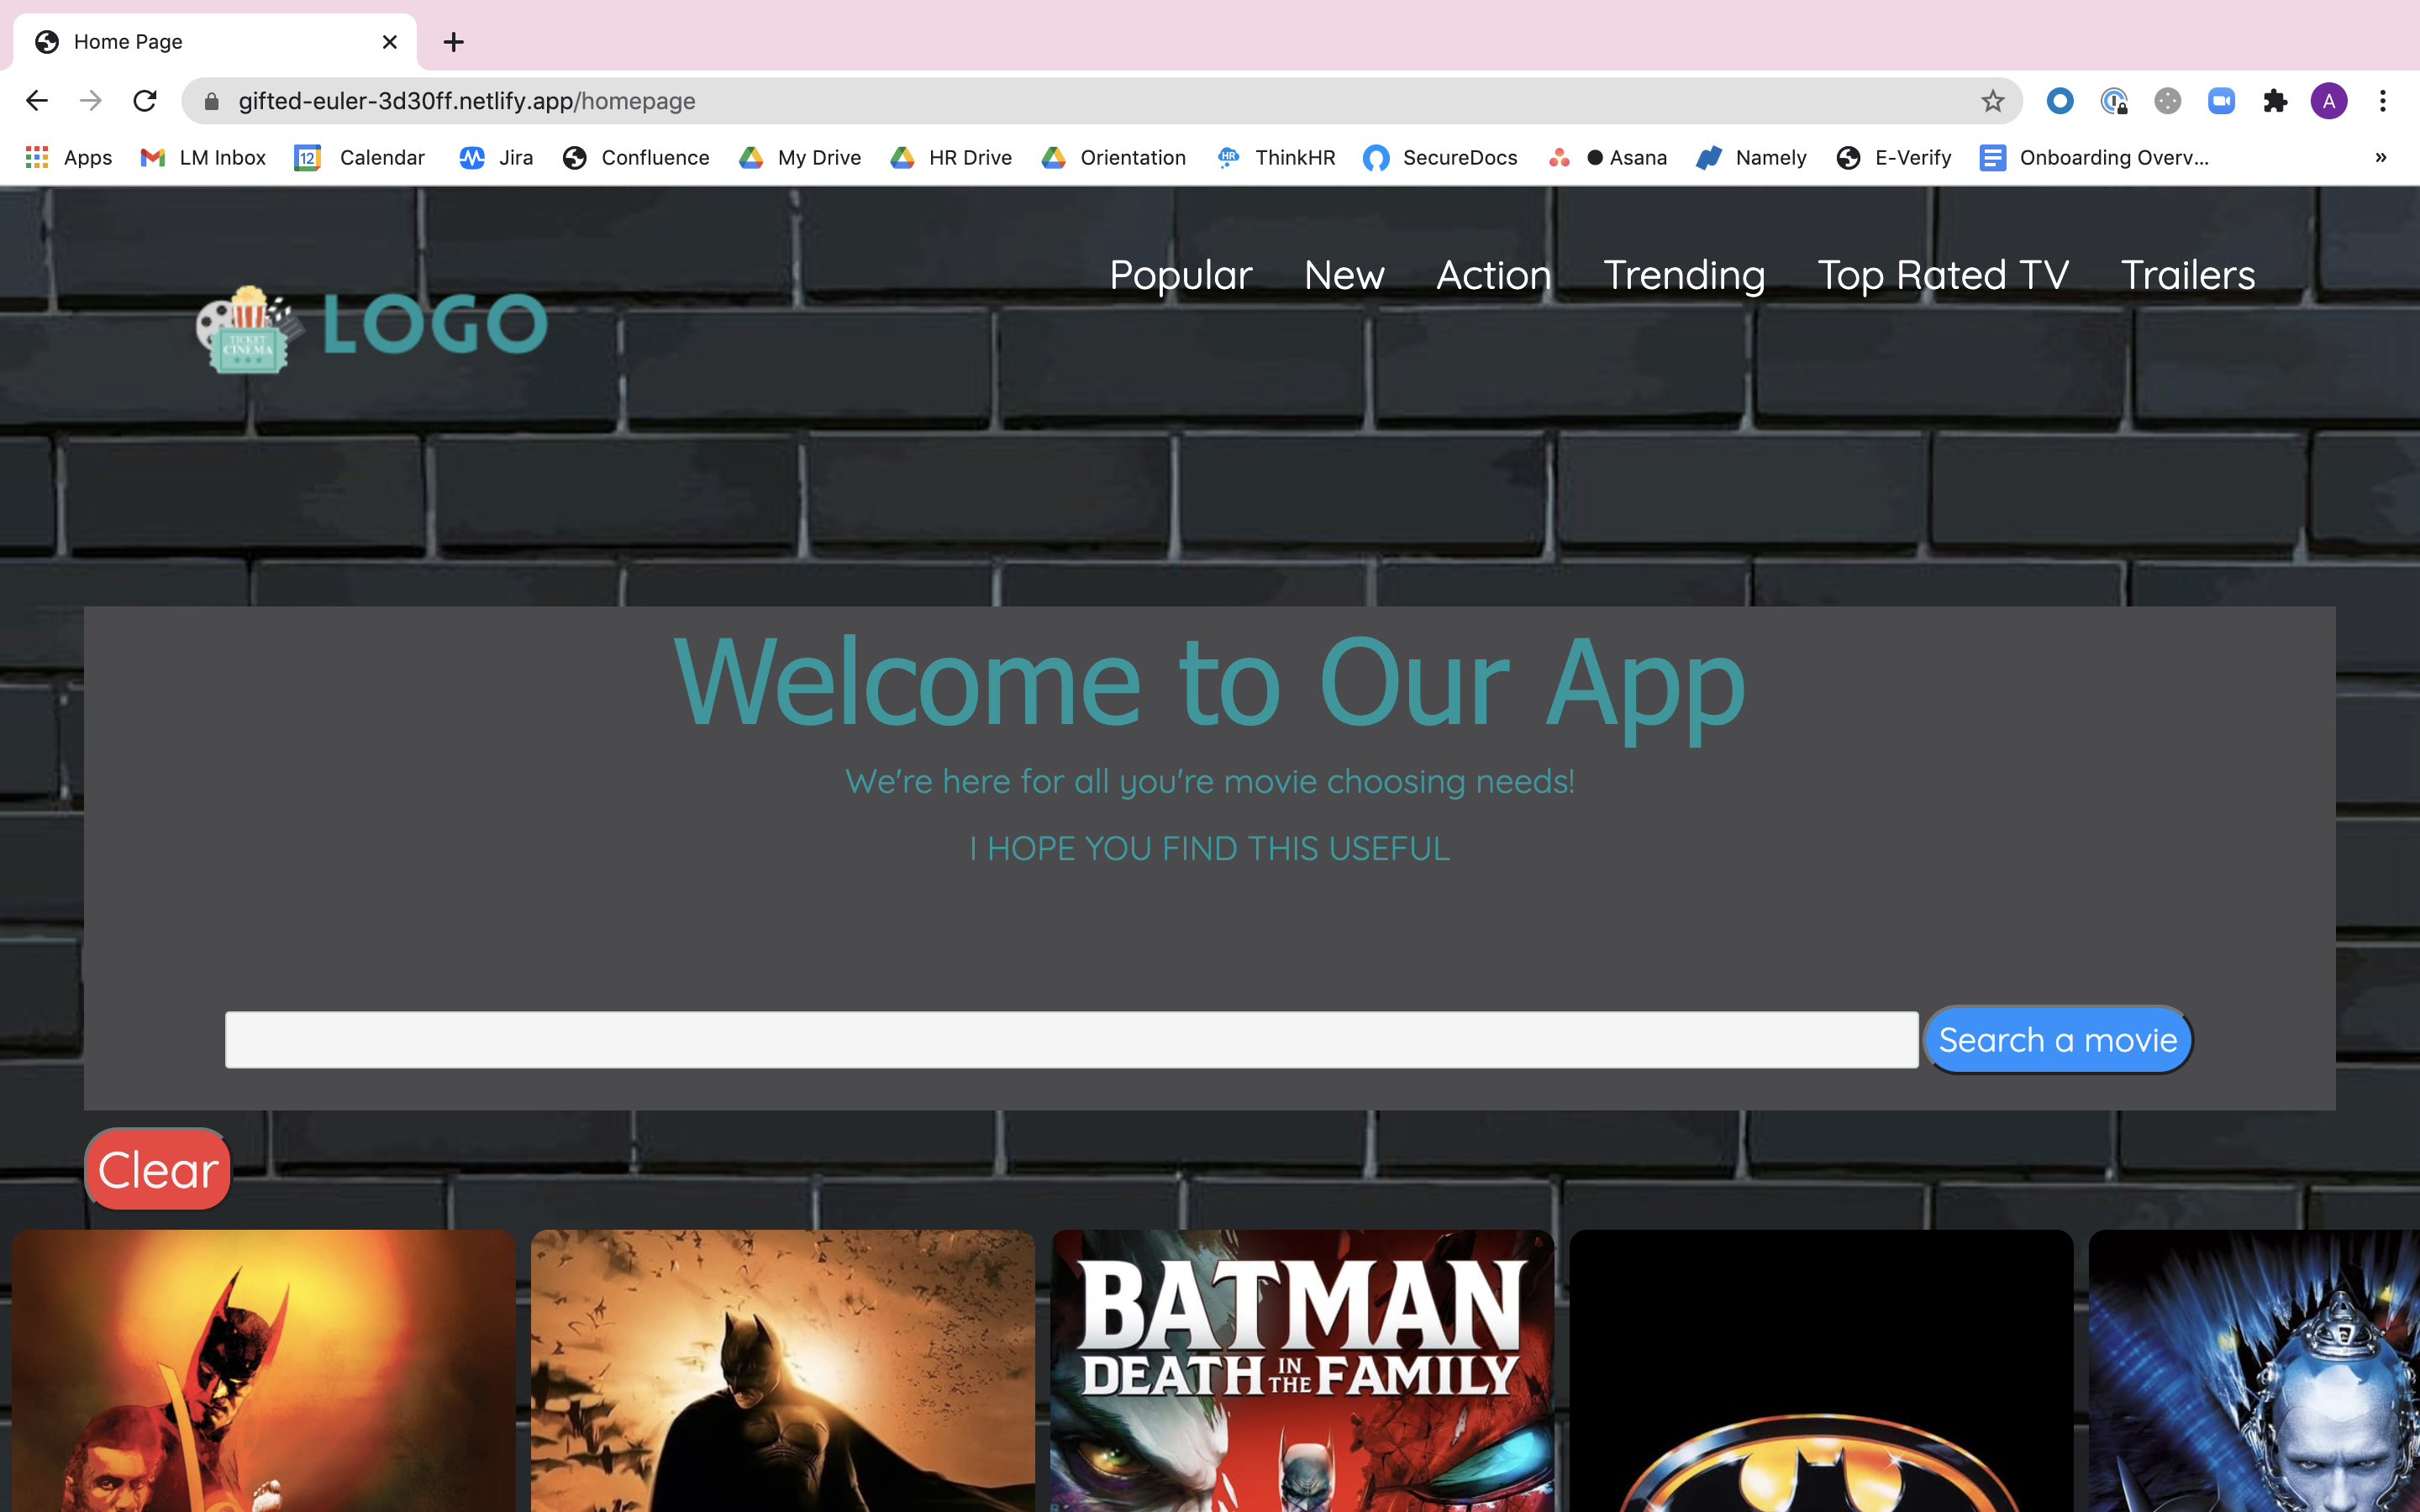 Home Page
gifted-euler-3d30ff.netlify.app/homepage
A
Apps LM Inbox 12 Calendar Jira Confluence My Drive HR Drive Orientation HR ThinkHR SecureDocs Asana Namely E-Verify Onboarding Overv... »
Popular New Action Trending Top Rated TV Trailers
TICKET
CINEMA
LOGO
Welcome to Our App
We're here for all you're movie choosing needs!
I HOPE YOU FIND THIS USEFUL
Search a movie
Clear
BATMAN
DEATH IN THE FAMILY